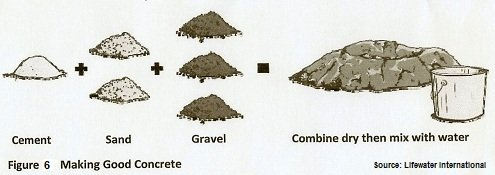 Cement Sand Gravel Combine dry then mix with water
Figure 6 Making Good Concrete Source: Lifewater International